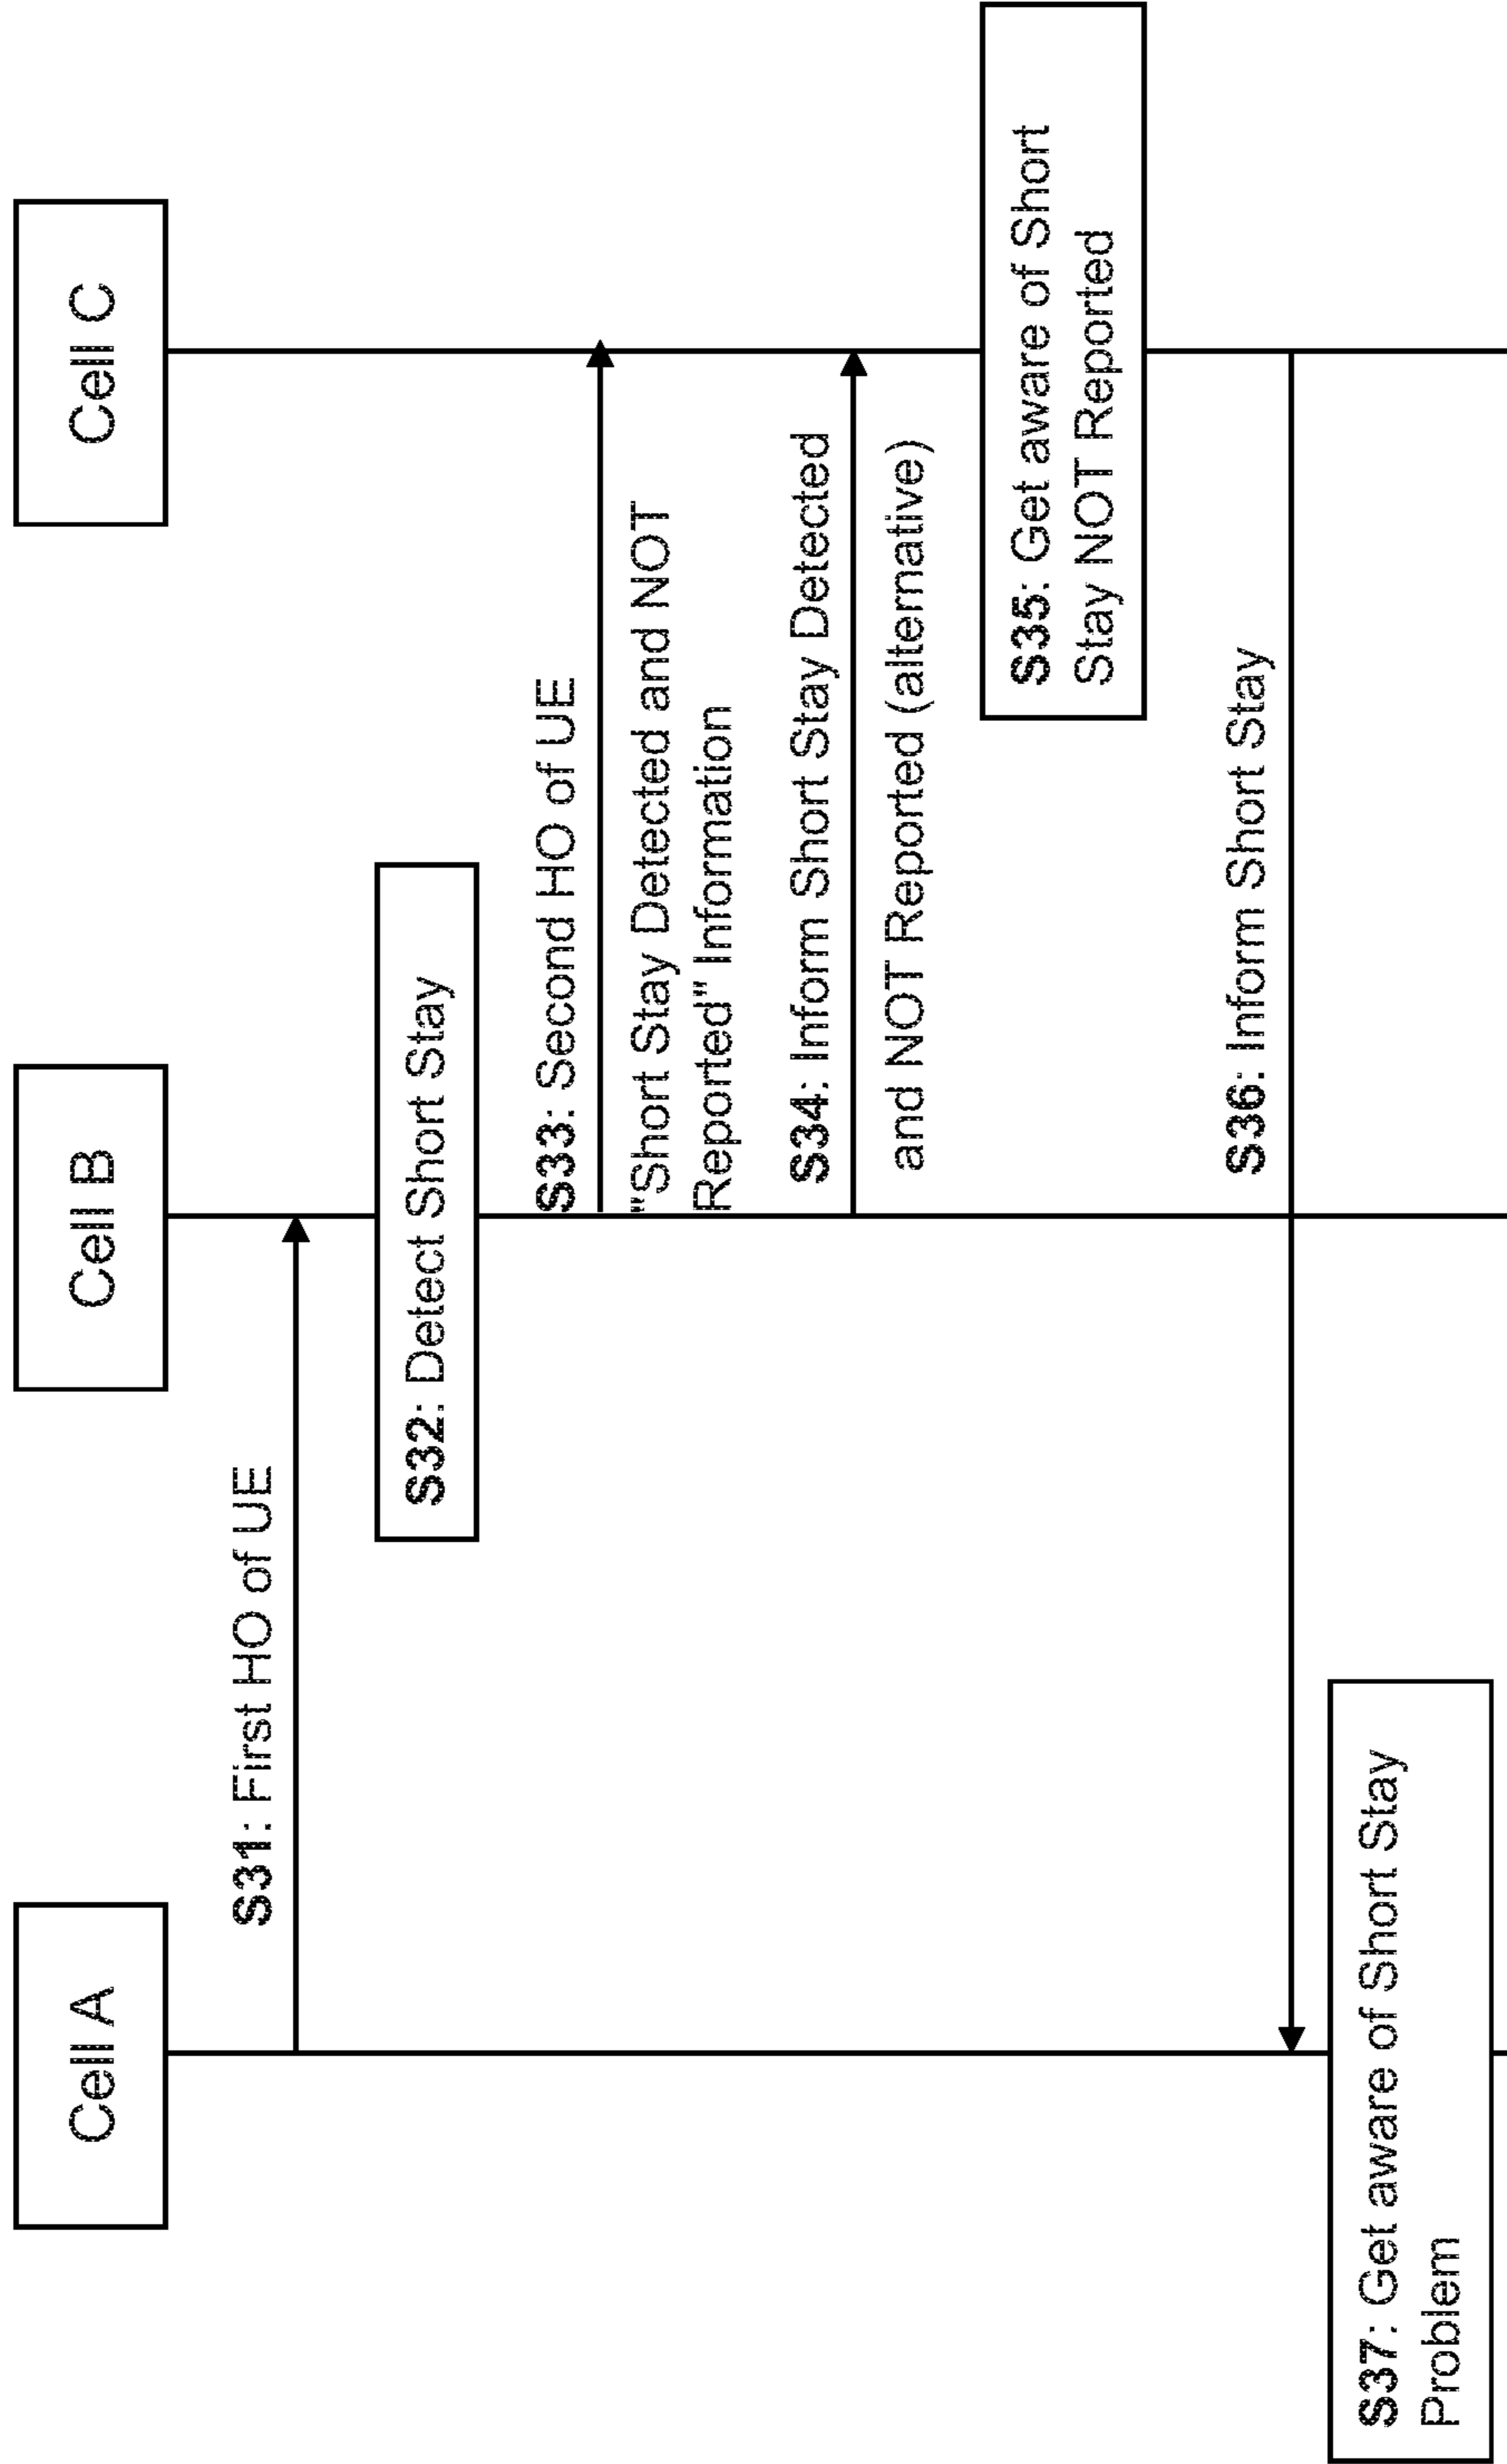 Cell A
Cell B
Cell C
S31: First HO of UE
S32: Detect Short Stay
S33: Second HO of UE
"Short Stay Detected and NOT
Reported" Information
S34: Inform Short Stay Detected
and NOT Reported (alternative)
S35: Get aware of Short
Stay NOT Reported
S36: Inform Short Stay
S37: Get aware of Short Stay
Problem